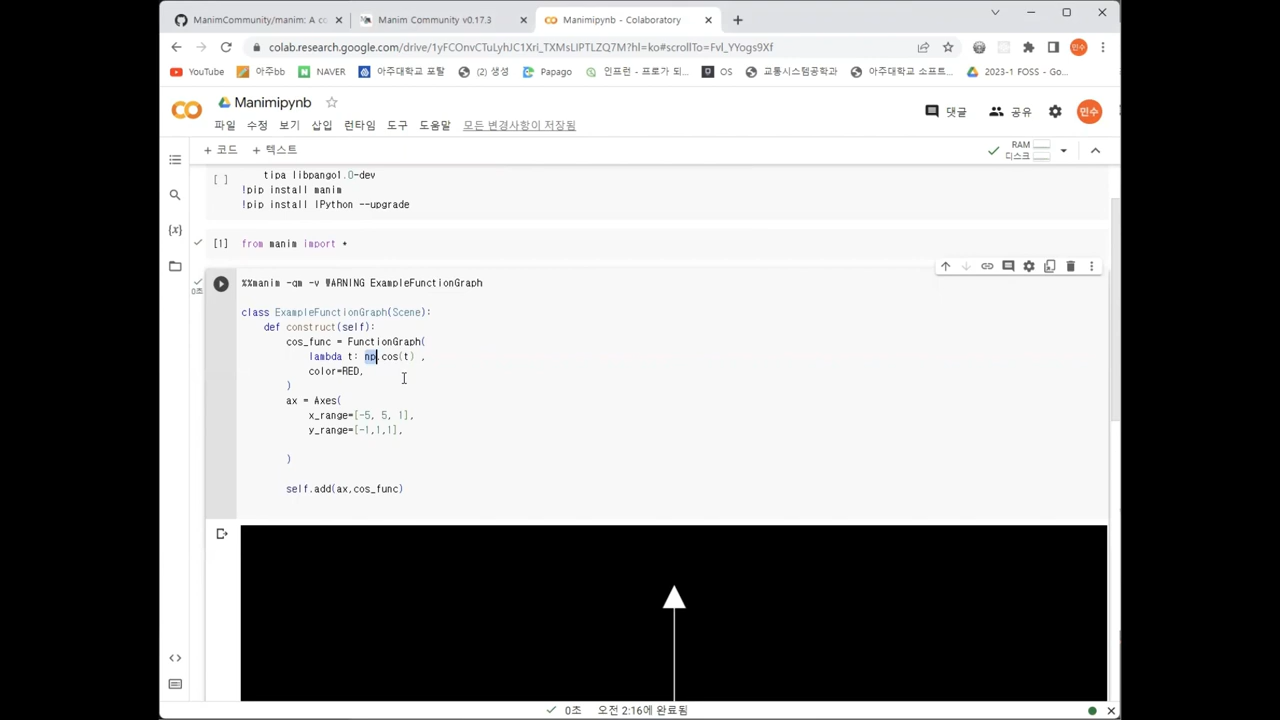 ManimCommunity/manim: A co
Manim Community v0.17.3
Manimipynb - Colaboratory
colab.research.google.com/drive/1yFCOnvCTuLyhJC1Xri_TXMsLIPTLZQ7M?hl=ko#scrollTo=Fvl_YYogs9Xf
민수
YouTube
아주bb
NAVER
아주대학교 포탈
(2) 생성
Papago
인프런 - 프로가 되...
OS
교통시스템공학과
아주대학교 소프트...
2023-1 FOSS - Go...
CO
Manimipynb
댓글
공유
민수
파일 수정 보기 삽입 런타임 도구 도움말 모든 변경사항이 저장됨
+ 코드 + 텍스트
RAM
디스크
tipa libpango1.0-dev
[ ]
!pip install manim
!pip install IPython --upgrade
{x}
[1] from manim import *
0초
%%manim -qm -v WARNING ExampleFunctionGraph
class ExampleFunctionGraph(Scene):
def construct(self):
cos_func = FunctionGraph(
lambda t: np.cos(t) ,
color=RED,
)
ax = Axes(
x_range=[-5, 5, 1],
y_range=[-1,1,1],
)
self.add(ax,cos_func)
0초 오전 2:16에 완료됨